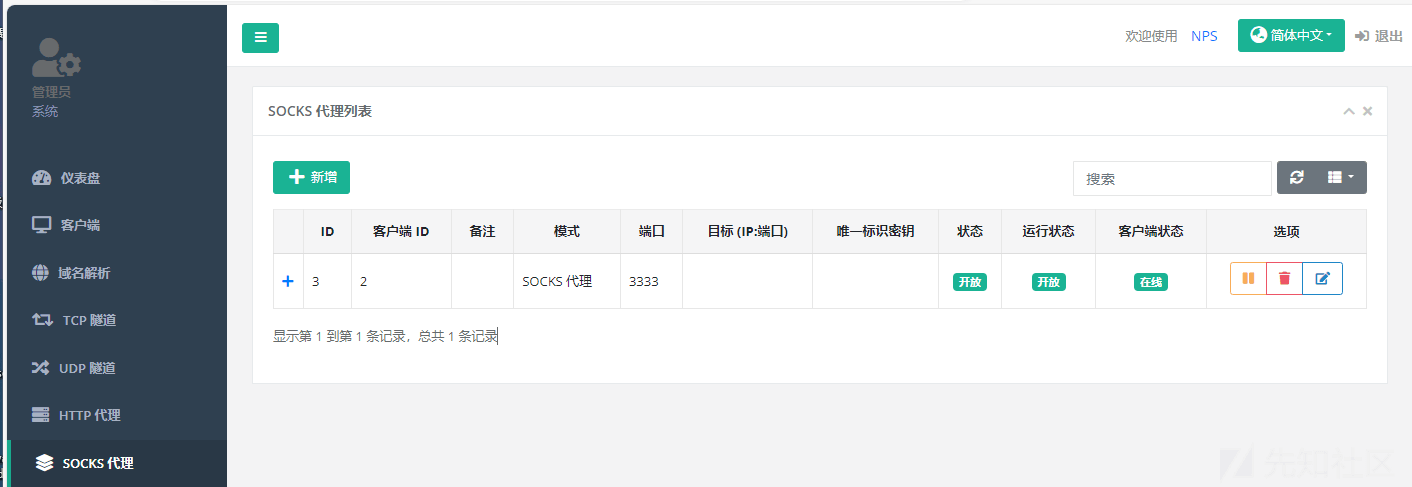 管理员
系统
仪表盘
客户端
域名解析
TCP 隧道
UDP 隧道
HTTP 代理
SOCKS 代理
欢迎使用 NPS 简体中文 退出
SOCKS 代理列表
新增 搜索
ID 客户端 ID 备注 模式 端口 目标 (IP:端口) 唯一标识密钥 状态 运行状态 客户端状态 选项
3 2 SOCKS 代理 3333 开放 开放 在线
显示第 1 到第 1 条记录，总共 1 条记录
先知社区